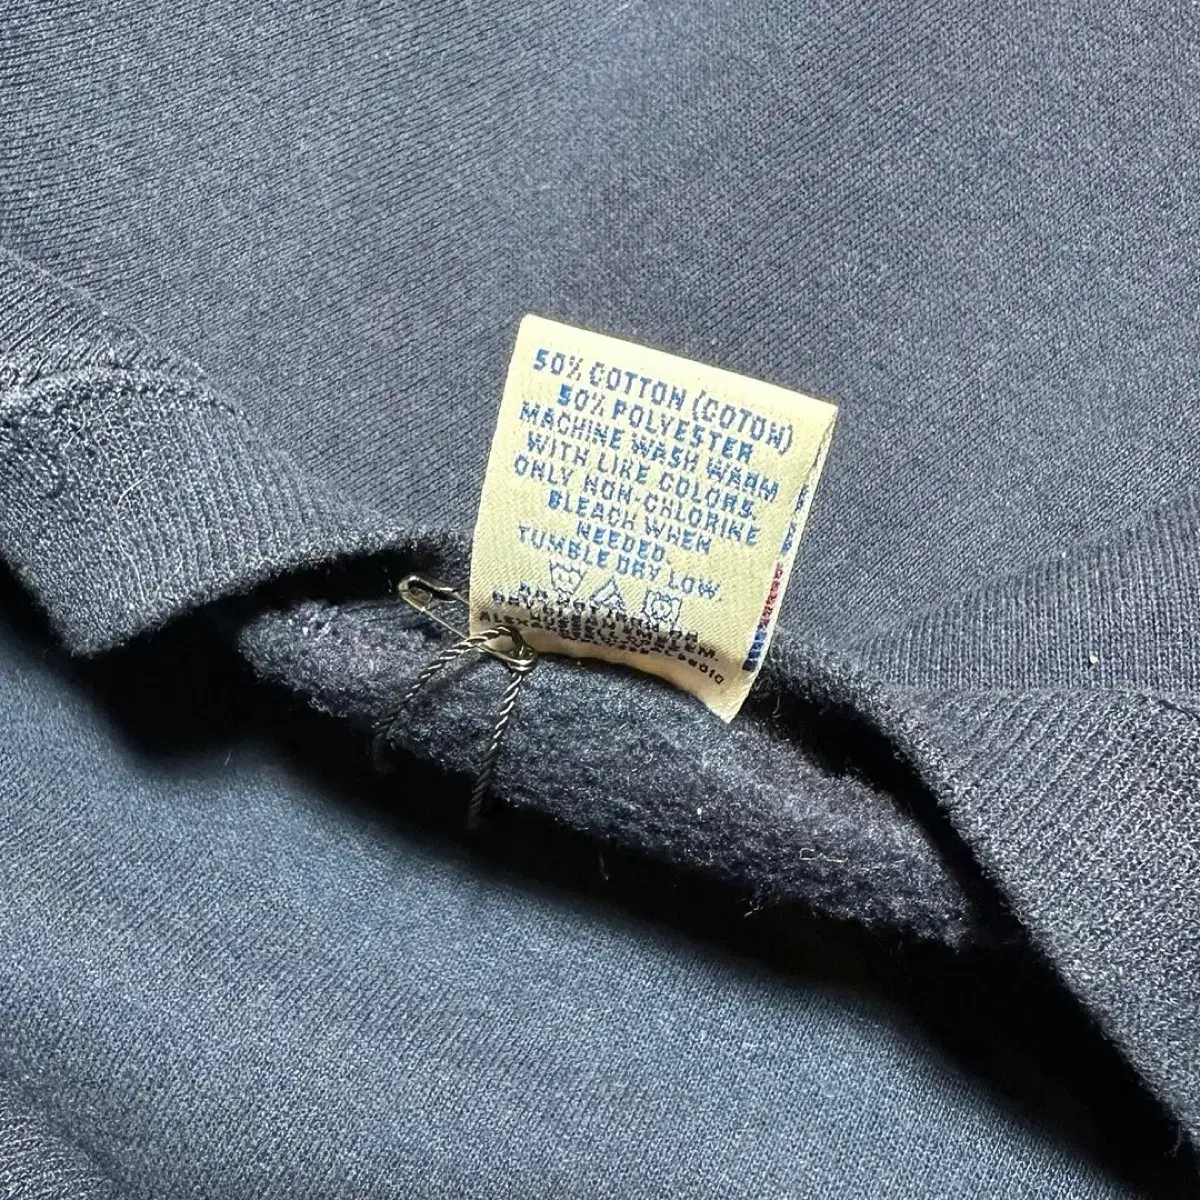 50% COTTON (COTON)
50% POLYESTER
MACHINE WASH WARM
WITH LIKE COLORS
ONLY NON-CHLORINE
BLEACH WHEN
NEEDED.
TUMBLE DRY LOW.